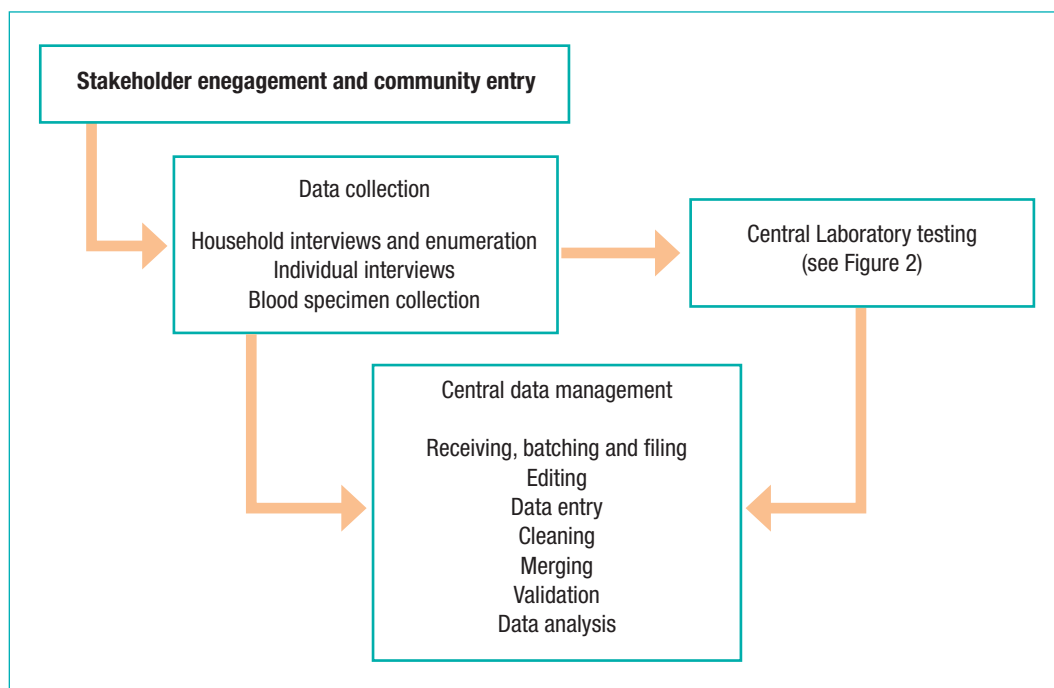 Stakeholder enegagement and community entry
Data collection
Household interviews and enumeration
Individual interviews
Blood specimen collection
Central Laboratory testing
(see Figure 2)
Central data management
Receiving, batching and filing
Editing
Data entry
Cleaning
Merging
Validation
Data analysis